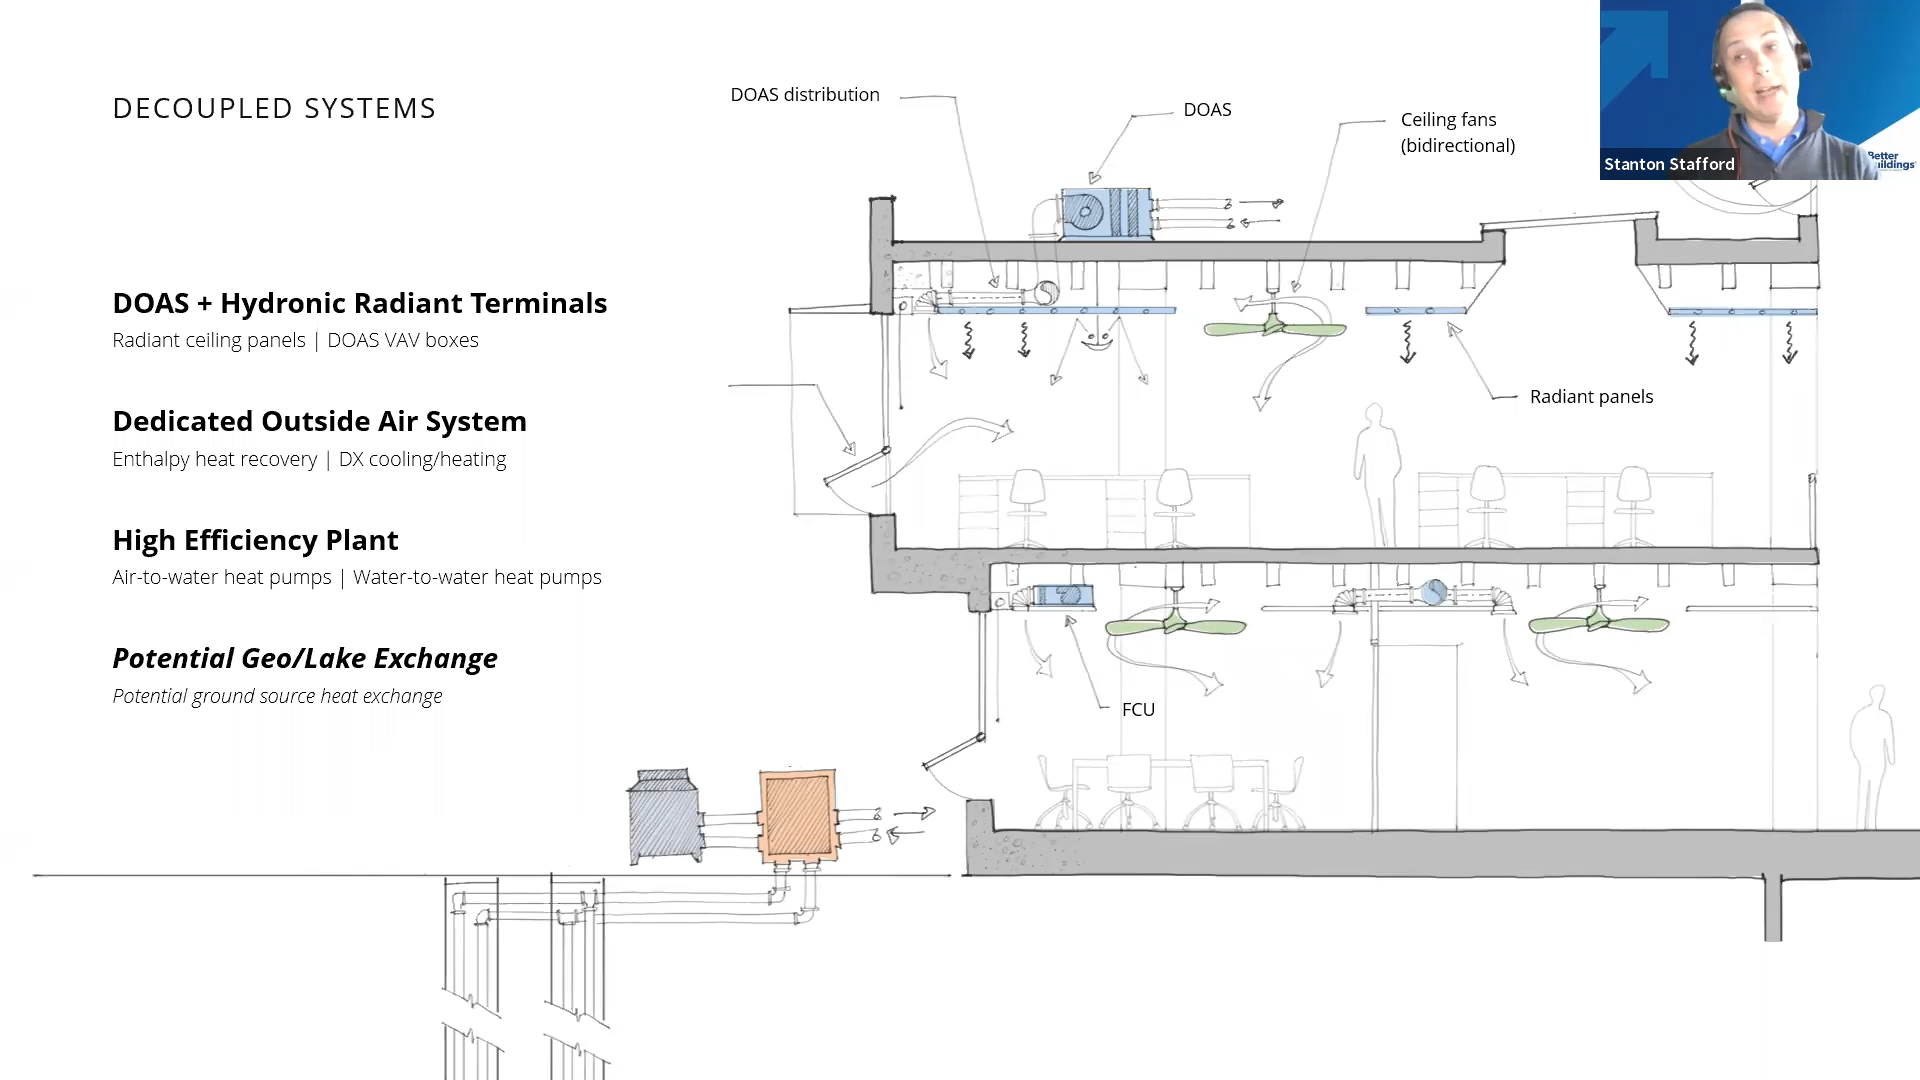 DECOUPLED SYSTEMS
DOAS + Hydronic Radiant Terminals
Radiant ceiling panels | DOAS VAV boxes
Dedicated Outside Air System
Enthalpy heat recovery | DX cooling/heating
High Efficiency Plant
Air-to-water heat pumps | Water-to-water heat pumps
Potential Geo/Lake Exchange
Potential ground source heat exchange
DOAS distribution
DOAS
Ceiling fans
(bidirectional)
Radiant panels
FCU
Stanton Stafford
Better